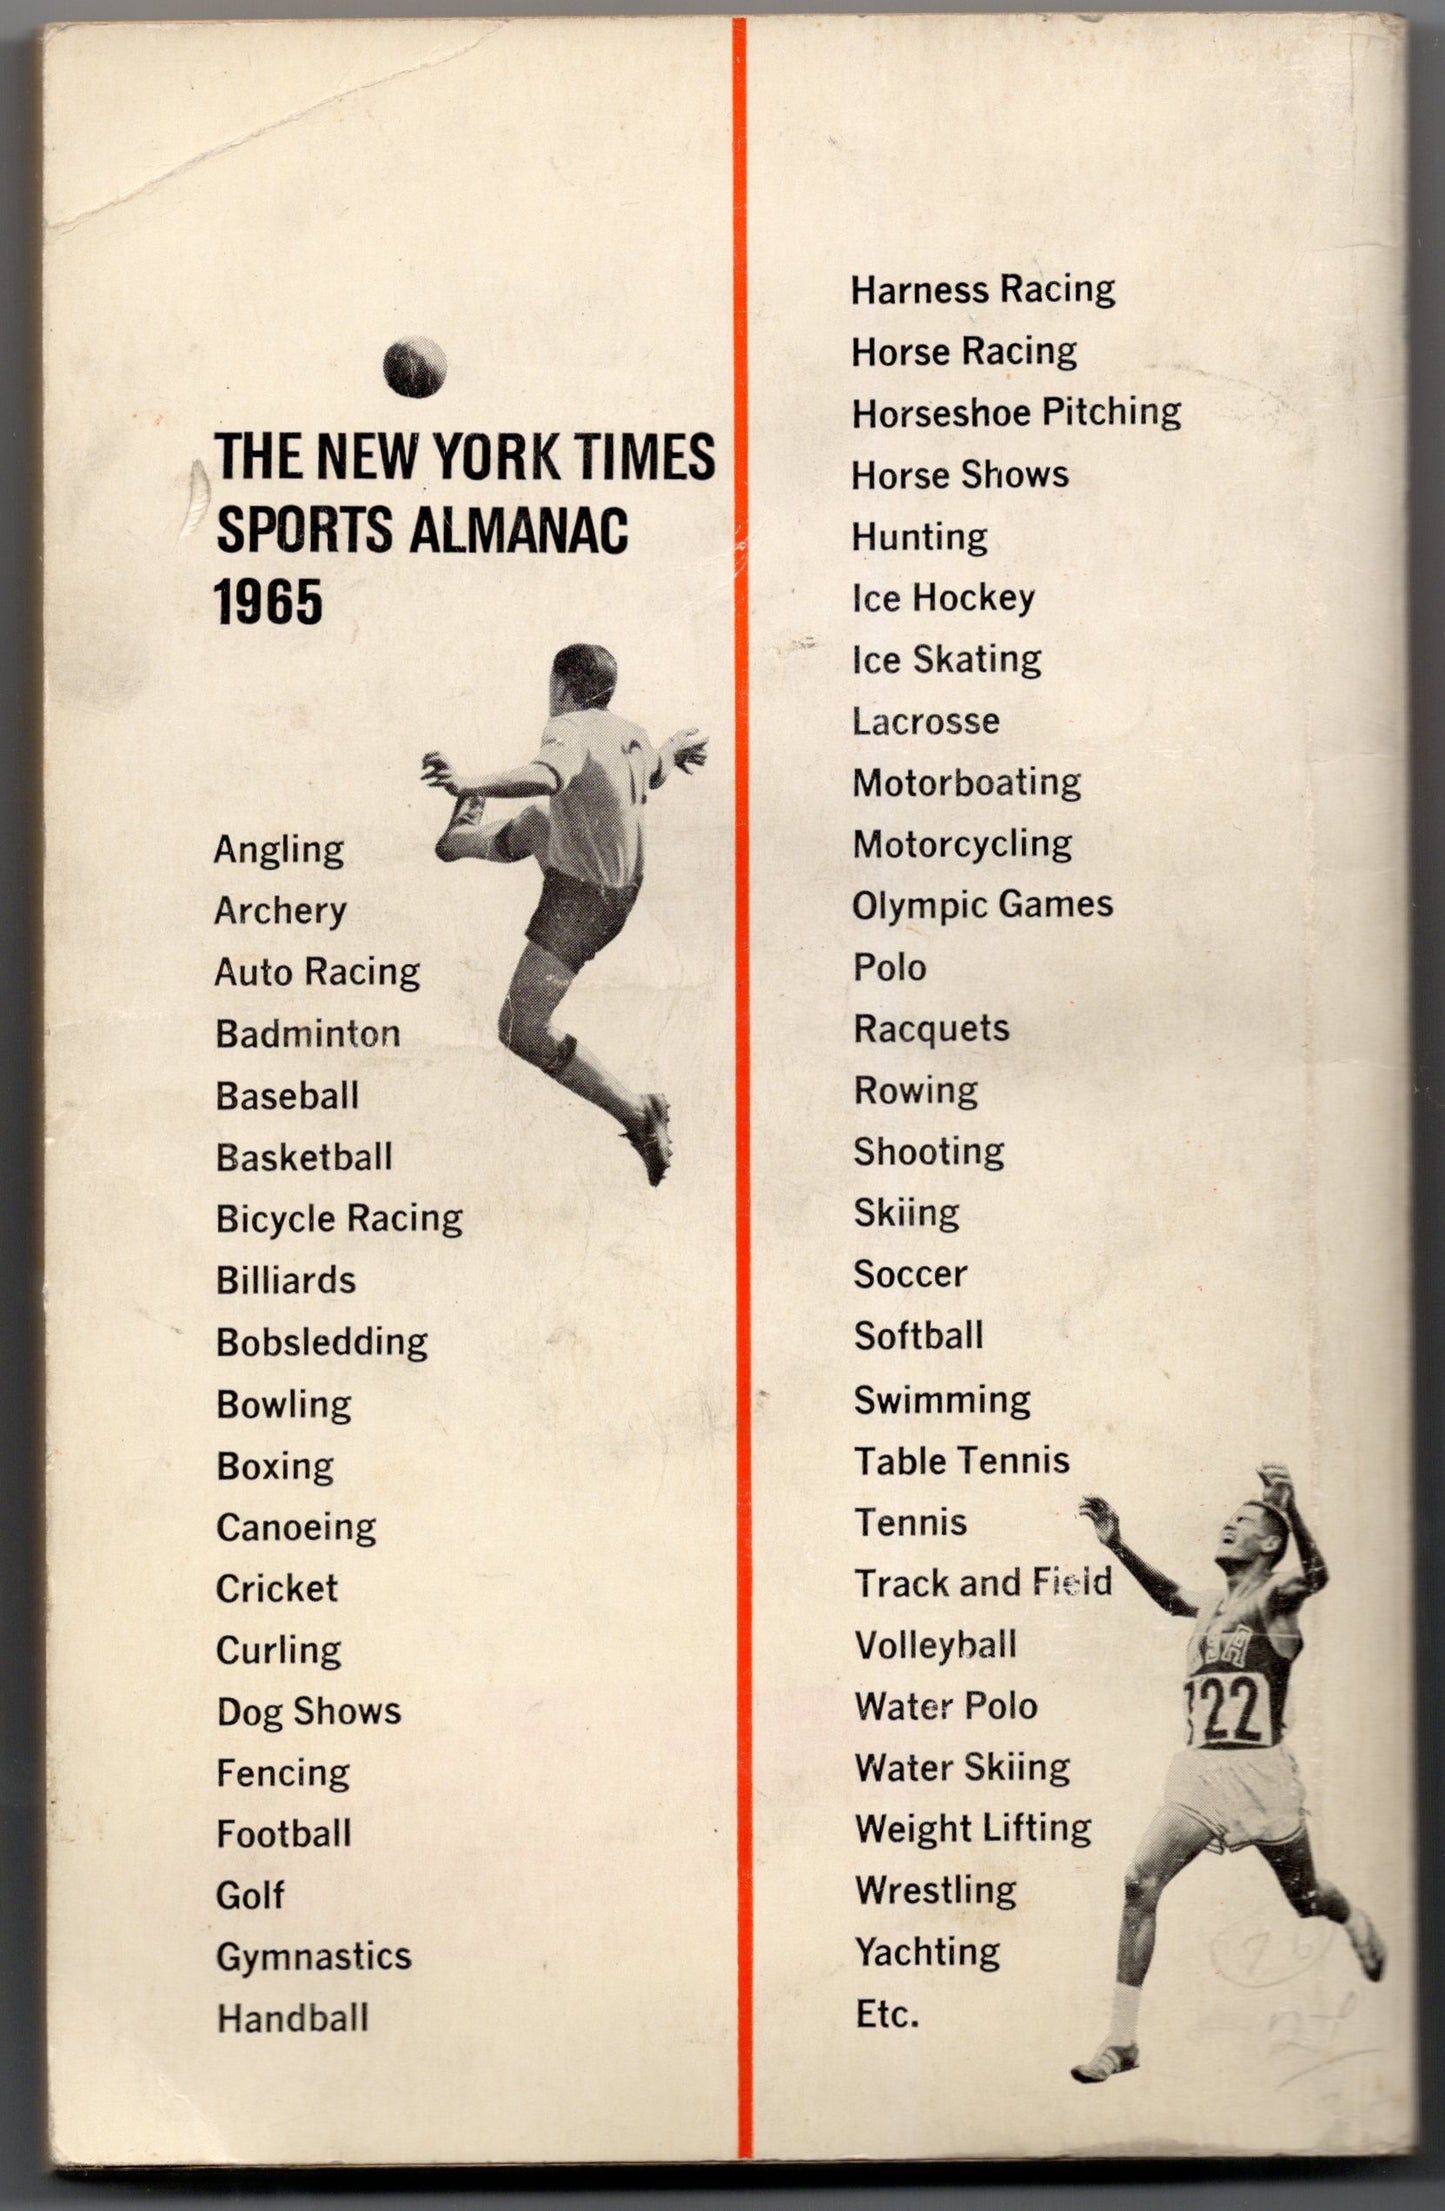 THE NEW YORK TIMES
SPORTS ALMANAC
1965
Angling
Archery
Auto Racing
Badminton
Baseball
Basketball
Bicycle Racing
Billiards
Bobsledding
Bowling
Boxing
Canoeing
Cricket
Curling
Dog Shows
Fencing
Football
Golf
Gymnastics
Handball
Harness Racing
Horse Racing
Horseshoe Pitching
Horse Shows
Hunting
Ice Hockey
Ice Skating
Lacrosse
Motorboating
Motorcycling
Olympic Games
Polo
Racquets
Rowing
Shooting
Skiing
Soccer
Softball
Swimming
Table Tennis
Tennis
Track and Field
Volleyball
Water Polo
Water Skiing
Weight Lifting
Wrestling
Yachting
Etc.